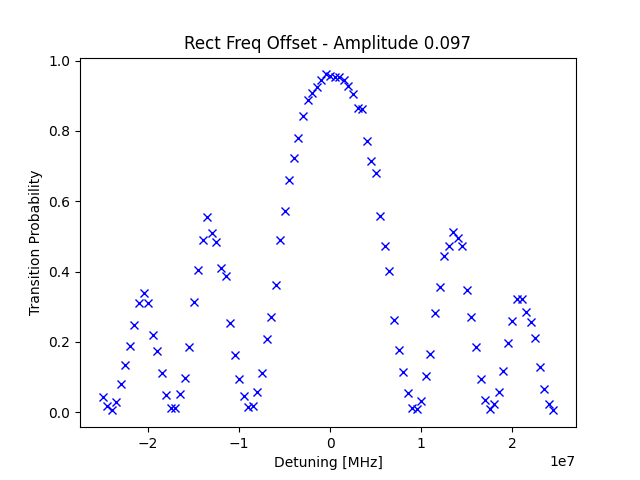 Rect Freq Offset - Amplitude 0.097
1.0
0.8
0.6
0.4
0.2
0.0
Transition Probability
−2
−1
0
1
2
Detuning [MHz]
1e7